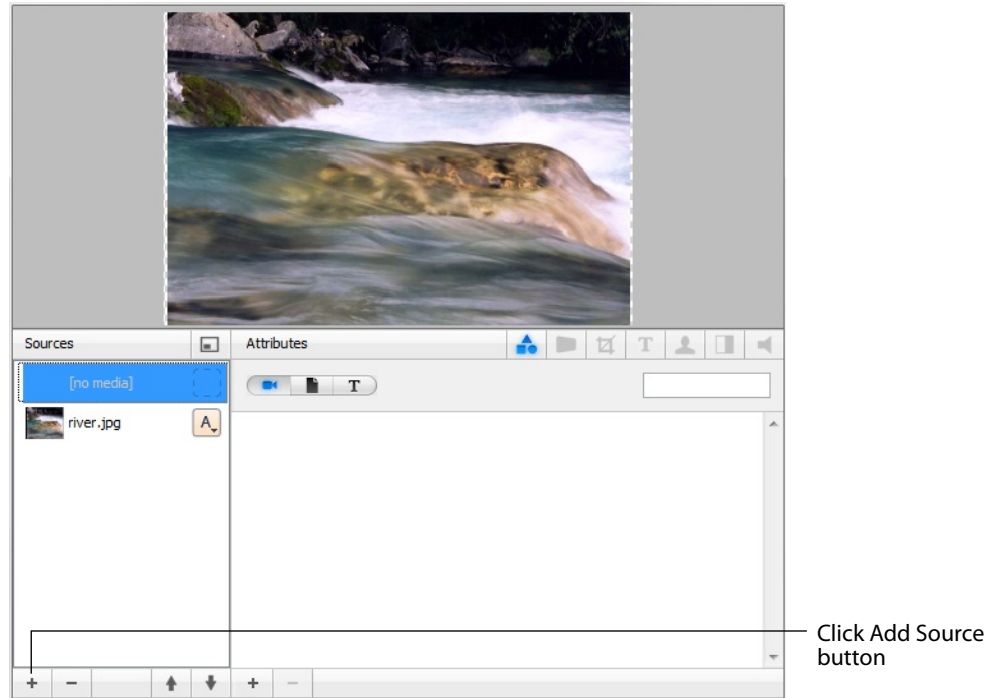 Sources
Attributes
T
[no media]
T
river.jpg
A
Click Add Source
button